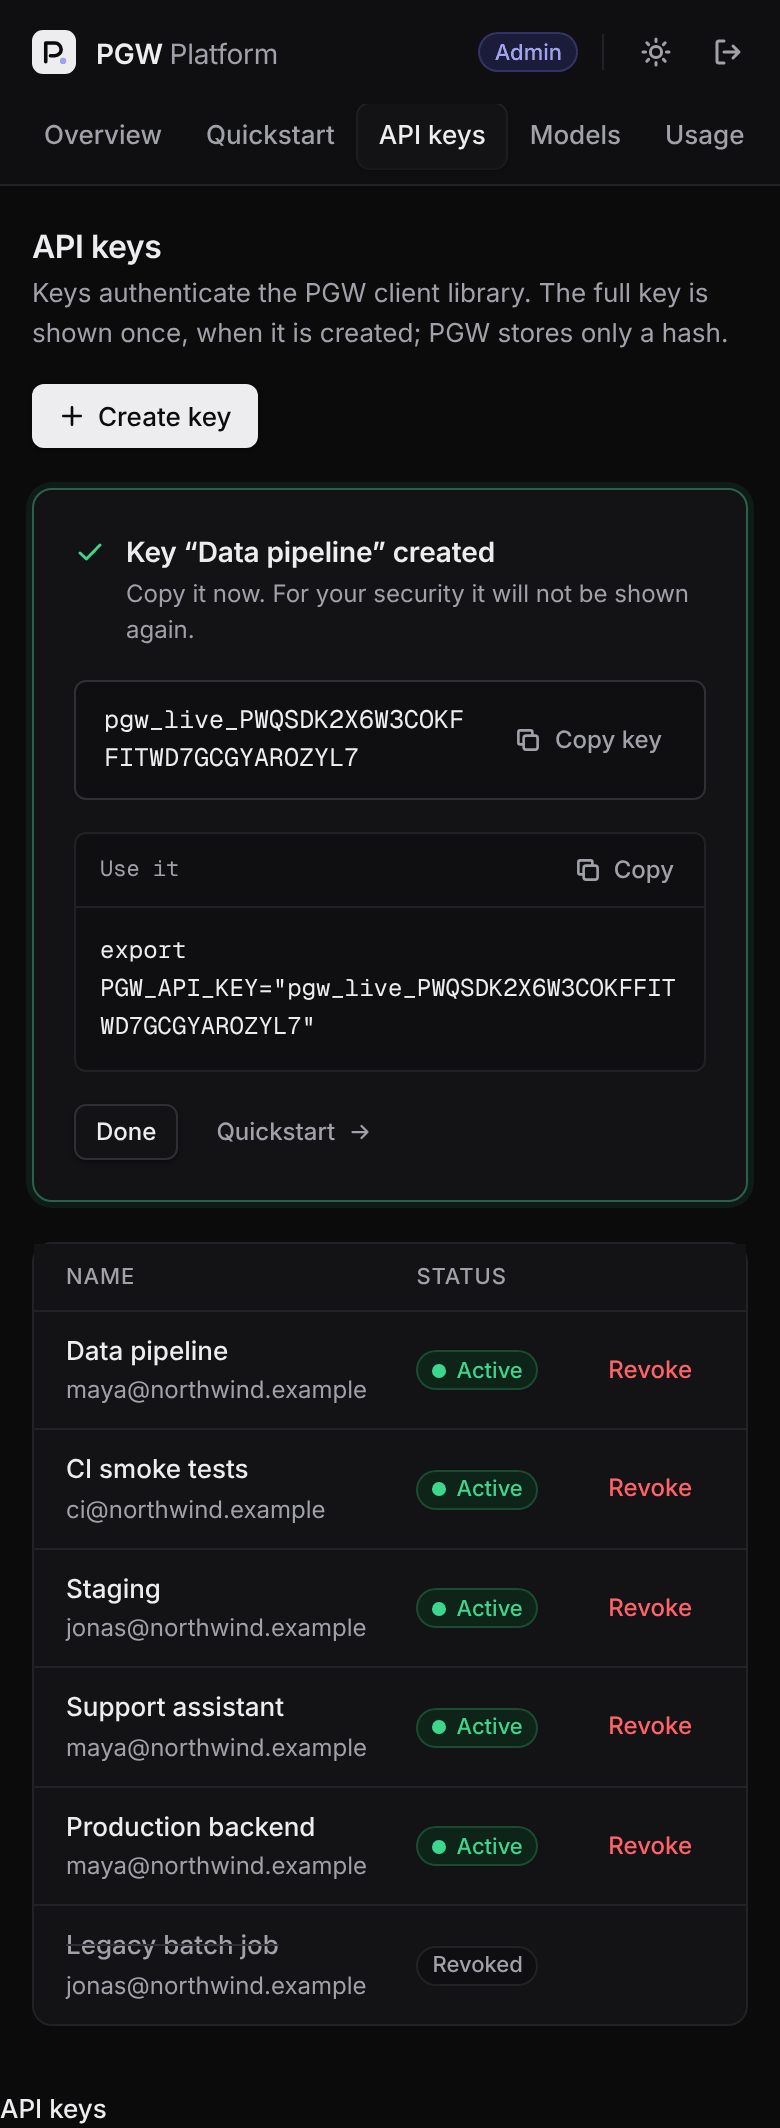 P.
PGW Platform
Admin
Overview
Quickstart
API keys
Models
Usage
API keys
Keys authenticate the PGW client library. The full key is
shown once, when it is created; PGW stores only a hash.
Create key
Key “Data pipeline” created
Copy it now. For your security it will not be shown
again.
pgw_live_PWQSDK2X6W3COKF
FITWD7GCGYAROZYL7
Copy key
Use it
Copy
export
PGW_API_KEY="pgw_live_PWQSDK2X6W3COKFFIT
WD7GCGYAROZYL7"
Done
Quickstart →
NAME
STATUS
Data pipeline
maya@northwind.example
Active
Revoke
CI smoke tests
ci@northwind.example
Active
Revoke
Staging
jonas@northwind.example
Active
Revoke
Support assistant
maya@northwind.example
Active
Revoke
Production backend
maya@northwind.example
Active
Revoke
Legacy batch job
jonas@northwind.example
Revoked
API keys